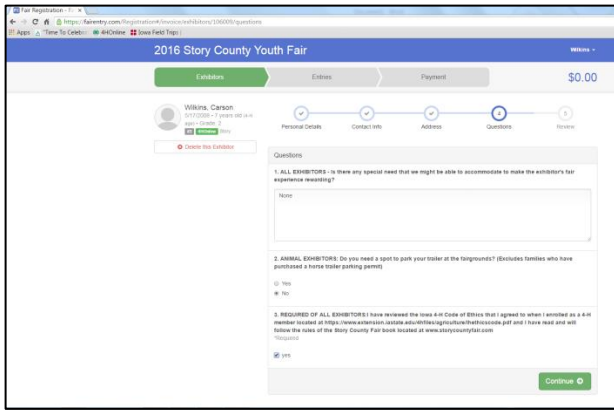 Fair Registration - Fa
https://fairentry.com/Registration#/invoice/exhibitors/106009/questions
Apps "Time To Celebr 4HOnline Iowa Field Trips
2016 Story County Youth Fair
Wilkins
Exhibitors
Entries
Payment
$0.00
Wilkins, Carson
Grade: 2
4HOnline
Delete this Exhibitor
Personal Details
Contact Info
Address
Questions
Review
Questions
1. ALL EXHIBITORS - Is there any special need that we might be able to accommodate to make the exhibitor's fair
experience rewarding?
None
2. ANIMAL EXHIBITORS: Do you need a spot to park your trailer at the fairgrounds? (Excludes families who have
purchased a horse trailer parking permit)
Yes
No
3. REQUIRED OF ALL EXHIBITORS:I have reviewed the Iowa 4-H Code of Ethics that I agreed to when I enrolled as a 4-H
member located at https://www.extension.iastate.edu/4hfiles/agriculture/thethicscode.pdf and I have read and will
follow the rules of the Story County Fair book located at www.storycountyfair.com
*Required
yes
Continue